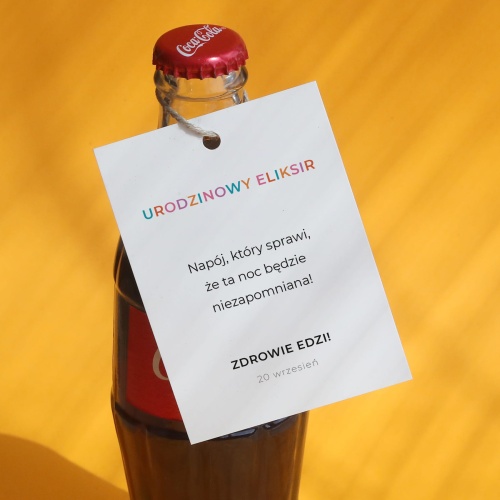 Coca-Cola
URODZINOWY ELIKSIR
Napój, który sprawi,
że ta noc będzie
niezapomniana!
ZDROWIE EDZI!
20 wrzesień